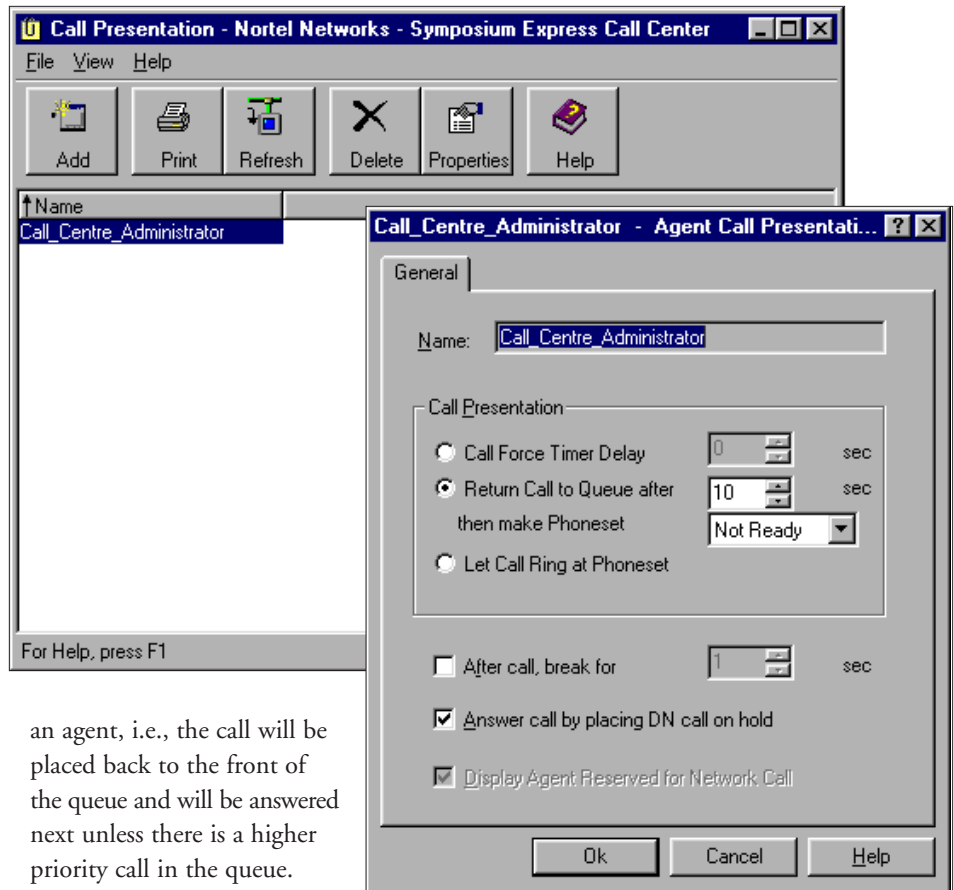 Call Presentation - Nortel Networks - Symposium Express Call Center
File View Help
Add Print Refresh Delete Properties Help
Name
Call_Centre_Administrator
For Help, press F1
Call_Centre_Administrator - Agent Call Presentati...
General
Name: Call_Centre_Administrator
Call Presentation
Call Force Timer Delay 0 sec
Return Call to Queue after 10 sec
then make Phoneset Not Ready
Let Call Ring at Phoneset
After call, break for 1 sec
Answer call by placing DN call on hold
Display Agent Reserved for Network Call
Ok Cancel Help
an agent, i.e., the call will be
placed back to the front of
the queue and will be answered
next unless there is a higher
priority call in the queue.